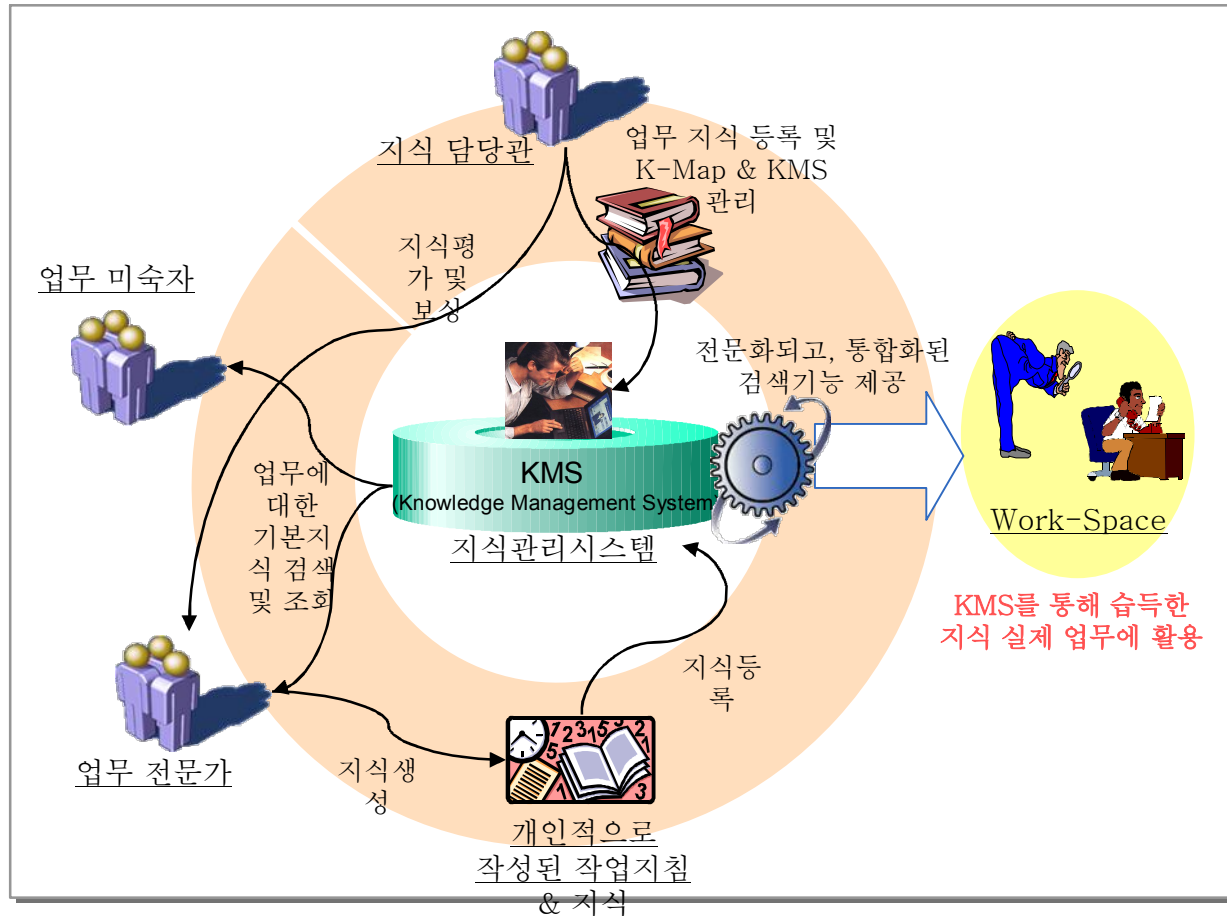 지식 담당관
업무 지식 등록 및
K-Map & KMS
관리
지식평
가 및
보상
업무 미숙자
전문화되고, 통합화된
검색기능 제공
KMS
(Knowledge Management System
지식관리시스템
업무에
대한
기본지
식 검색
및 조회
Work-Space
KMS를 통해 습득한
지식 실제 업무에 활용
지식등
록
업무 전문가
지식생
성
개인적으로
작성된 작업지침
& 지식